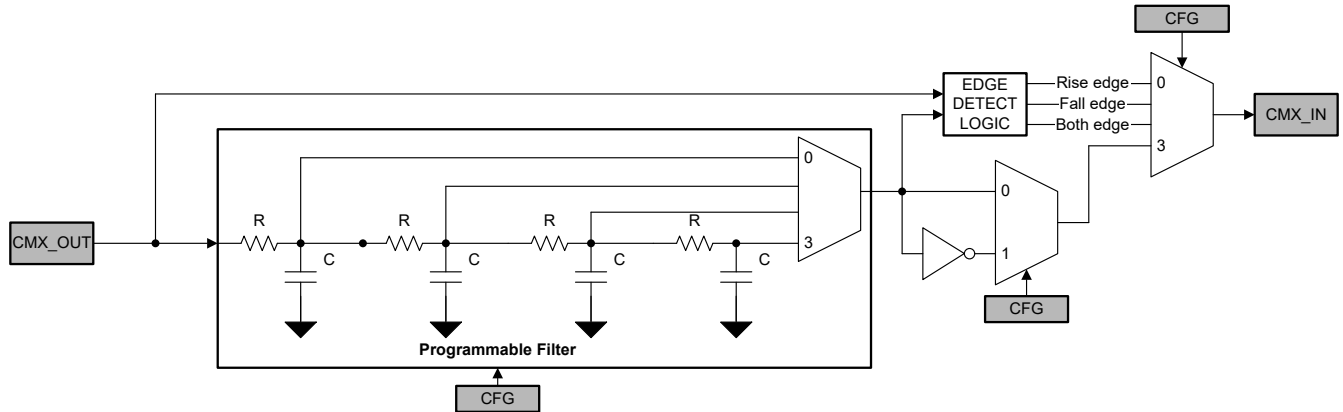 CFG
EDGE
DETECT
LOGIC
Rise edge
Fall edge
Both edge
0
3
CMX_IN
0
3
0
1
CMX_OUT
R
R
R
R
C
C
C
C
CFG
Programmable Filter
CFG